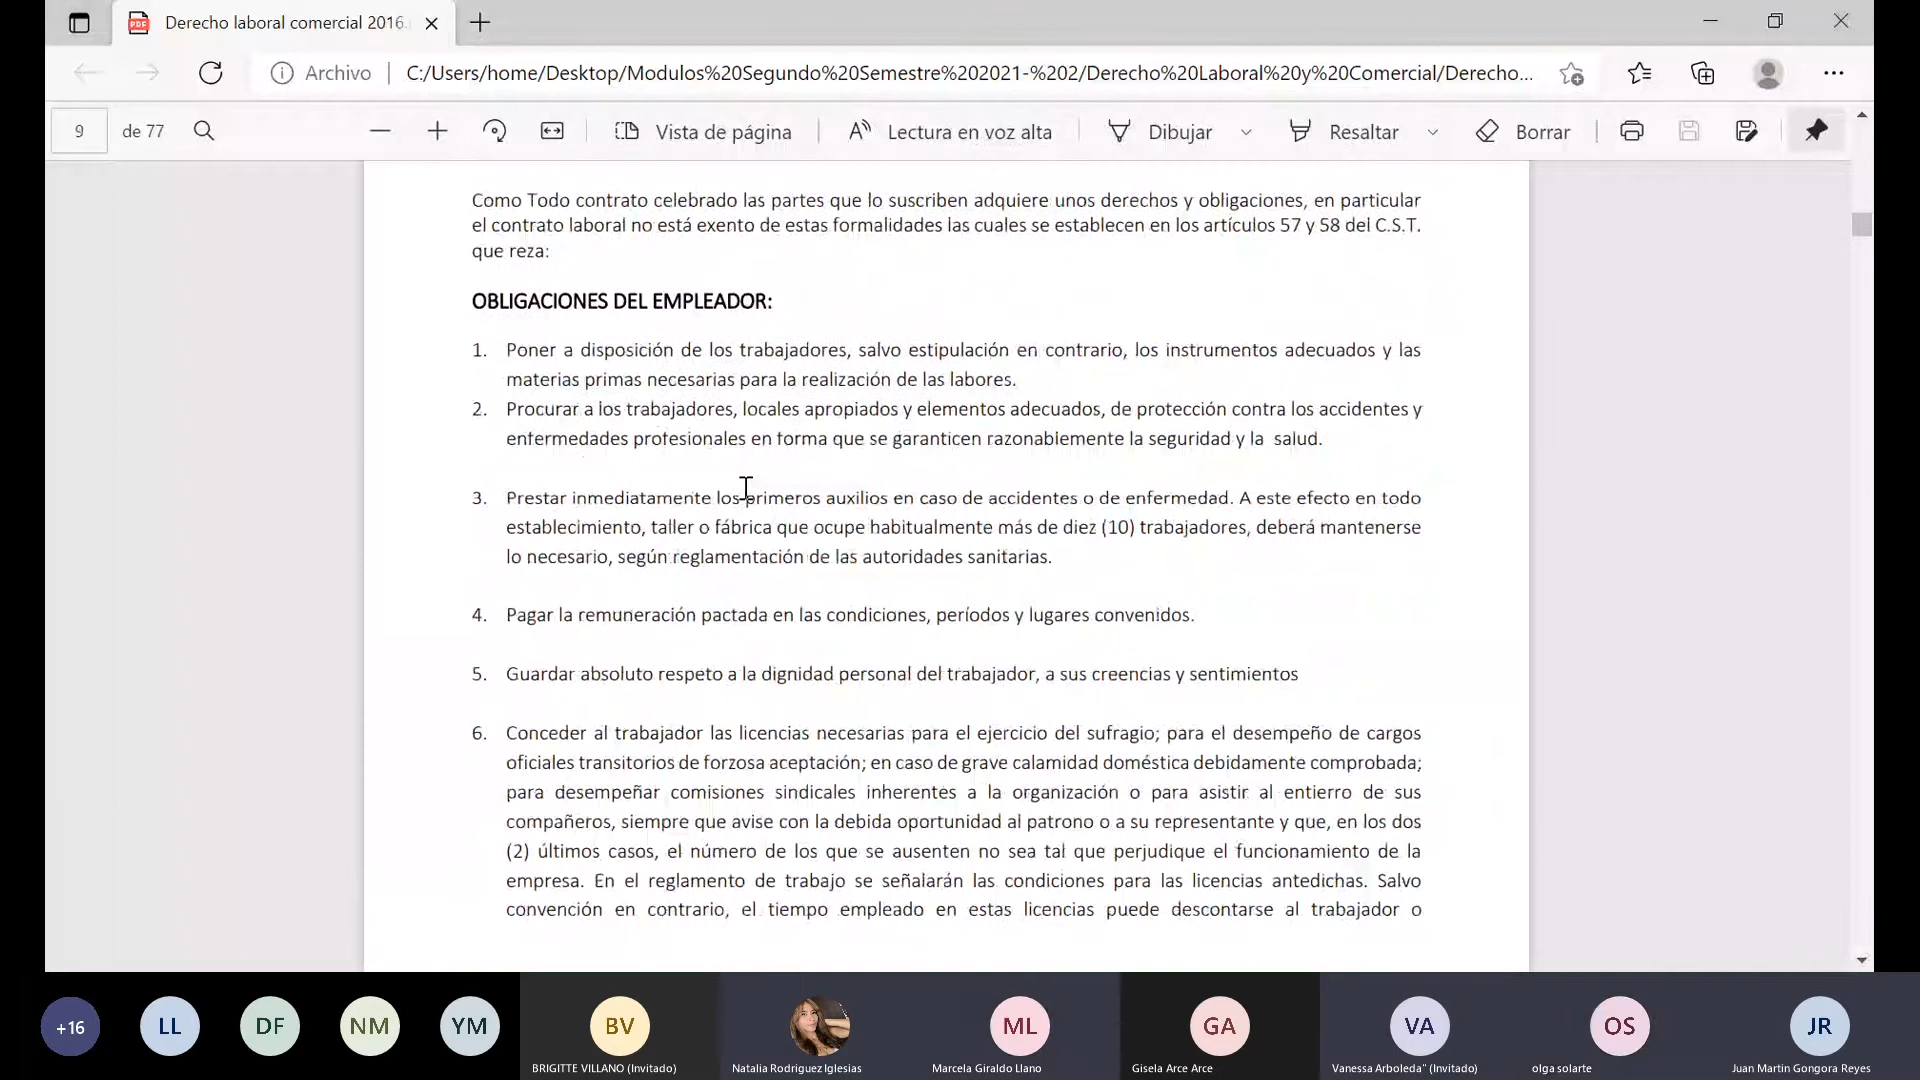 Derecho laboral comercial 2016.
Archivo
C:/Users/home/Desktop/Modulos%20Segundo%20Semestre%202021-%202/Derecho%20Laboral%20y%20Comercial/Derecho...
9 de 77
Vista de página
Lectura en voz alta
Dibujar
Resaltar
Borrar
Como Todo contrato celebrado las partes que lo suscriben adquiere unos derechos y obligaciones, en particular
el contrato laboral no está exento de estas formalidades las cuales se establecen en los artículos 57 y 58 del C.S.T.
que reza:
OBLIGACIONES DEL EMPLEADOR:
1. Poner a disposición de los trabajadores, salvo estipulación en contrario, los instrumentos adecuados y las
materias primas necesarias para la realización de las labores.
2. Procurar a los trabajadores, locales apropiados y elementos adecuados, de protección contra los accidentes y
enfermedades profesionales en forma que se garanticen razonablemente la seguridad y la salud.
3. Prestar inmediatamente los primeros auxilios en caso de accidentes o de enfermedad. A este efecto en todo
establecimiento, taller o fábrica que ocupe habitualmente más de diez (10) trabajadores, deberá mantenerse
lo necesario, según reglamentación de las autoridades sanitarias.
4. Pagar la remuneración pactada en las condiciones, períodos y lugares convenidos.
5. Guardar absoluto respeto a la dignidad personal del trabajador, a sus creencias y sentimientos
6. Conceder al trabajador las licencias necesarias para el ejercicio del sufragio; para el desempeño de cargos
oficiales transitorios de forzosa aceptación; en caso de grave calamidad doméstica debidamente comprobada;
para desempeñar comisiones sindicales inherentes a la organización o para asistir al entierro de sus
compañeros, siempre que avise con la debida oportunidad al patrono o a su representante y que, en los dos
(2) últimos casos, el número de los que se ausenten no sea tal que perjudique el funcionamiento de la
empresa. En el reglamento de trabajo se señalarán las condiciones para las licencias antedichas. Salvo
convención en contrario, el tiempo empleado en estas licencias puede descontarse al trabajador o
+16
LL
DF
NM
YM
BV
ML
GA
VA
OS
JR
BRIGITTE VILLANO (Invitado)
Natalia Rodriguez Iglesias
Marcela Giraldo Llano
Gisela Arce Arce
Vanessa Arboleda" (Invitado)
olga solarte
Juan Martin Gongora Reyes